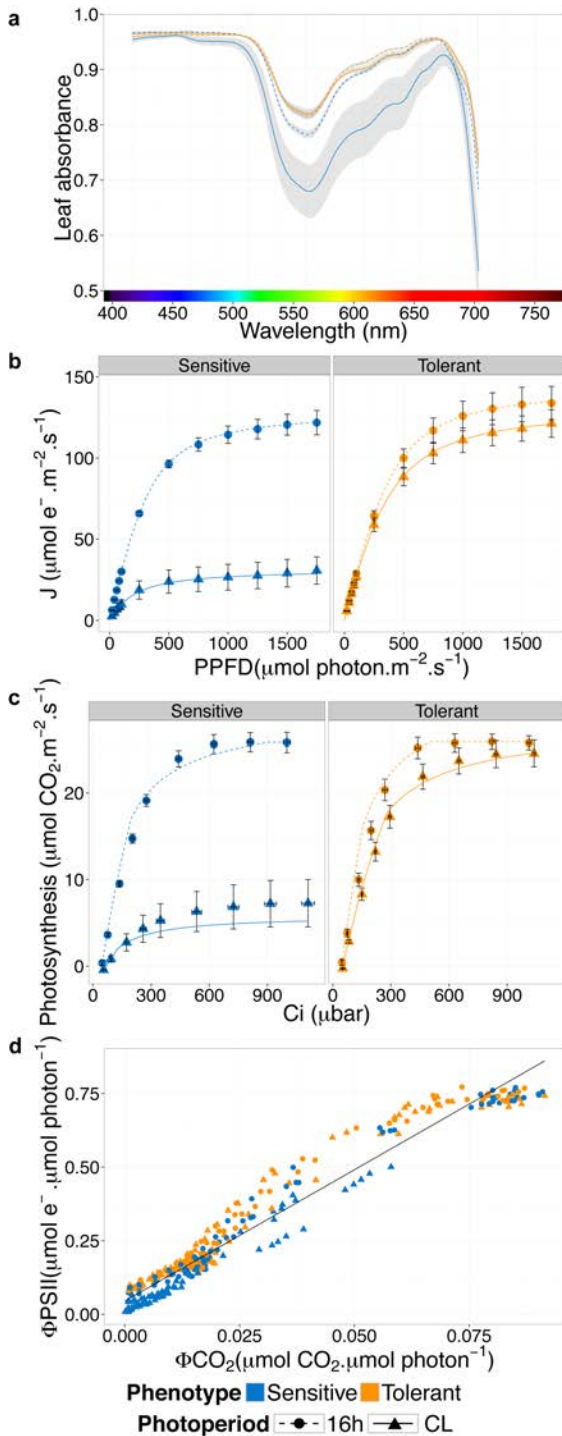 a
Leaf absorbance
1.0
0.9
0.8
0.7
0.6
0.5
400 450 500 550 600 650 700 750
Wavelength (nm)
b
Sensitive Tolerant
J (μmol e⁻ .m⁻².s⁻¹)
150
100
50
0
0 500 1000 1500 0 500 1000 1500
PPFD(μmol photon.m⁻².s⁻¹)
c
Sensitive Tolerant
Photosynthesis (μmol CO₂.m⁻².s⁻¹)
20
10
0
0 300 600 900 0 300 600 900
Ci (μbar)
d
ΦPSII(μmol e⁻ .μmol photon⁻¹)
0.75
0.50
0.25
0.00
0.000 0.025 0.050 0.075
ΦCO₂(μmol CO₂.μmol photon⁻¹)
Phenotype Sensitive Tolerant
Photoperiod 16h CL